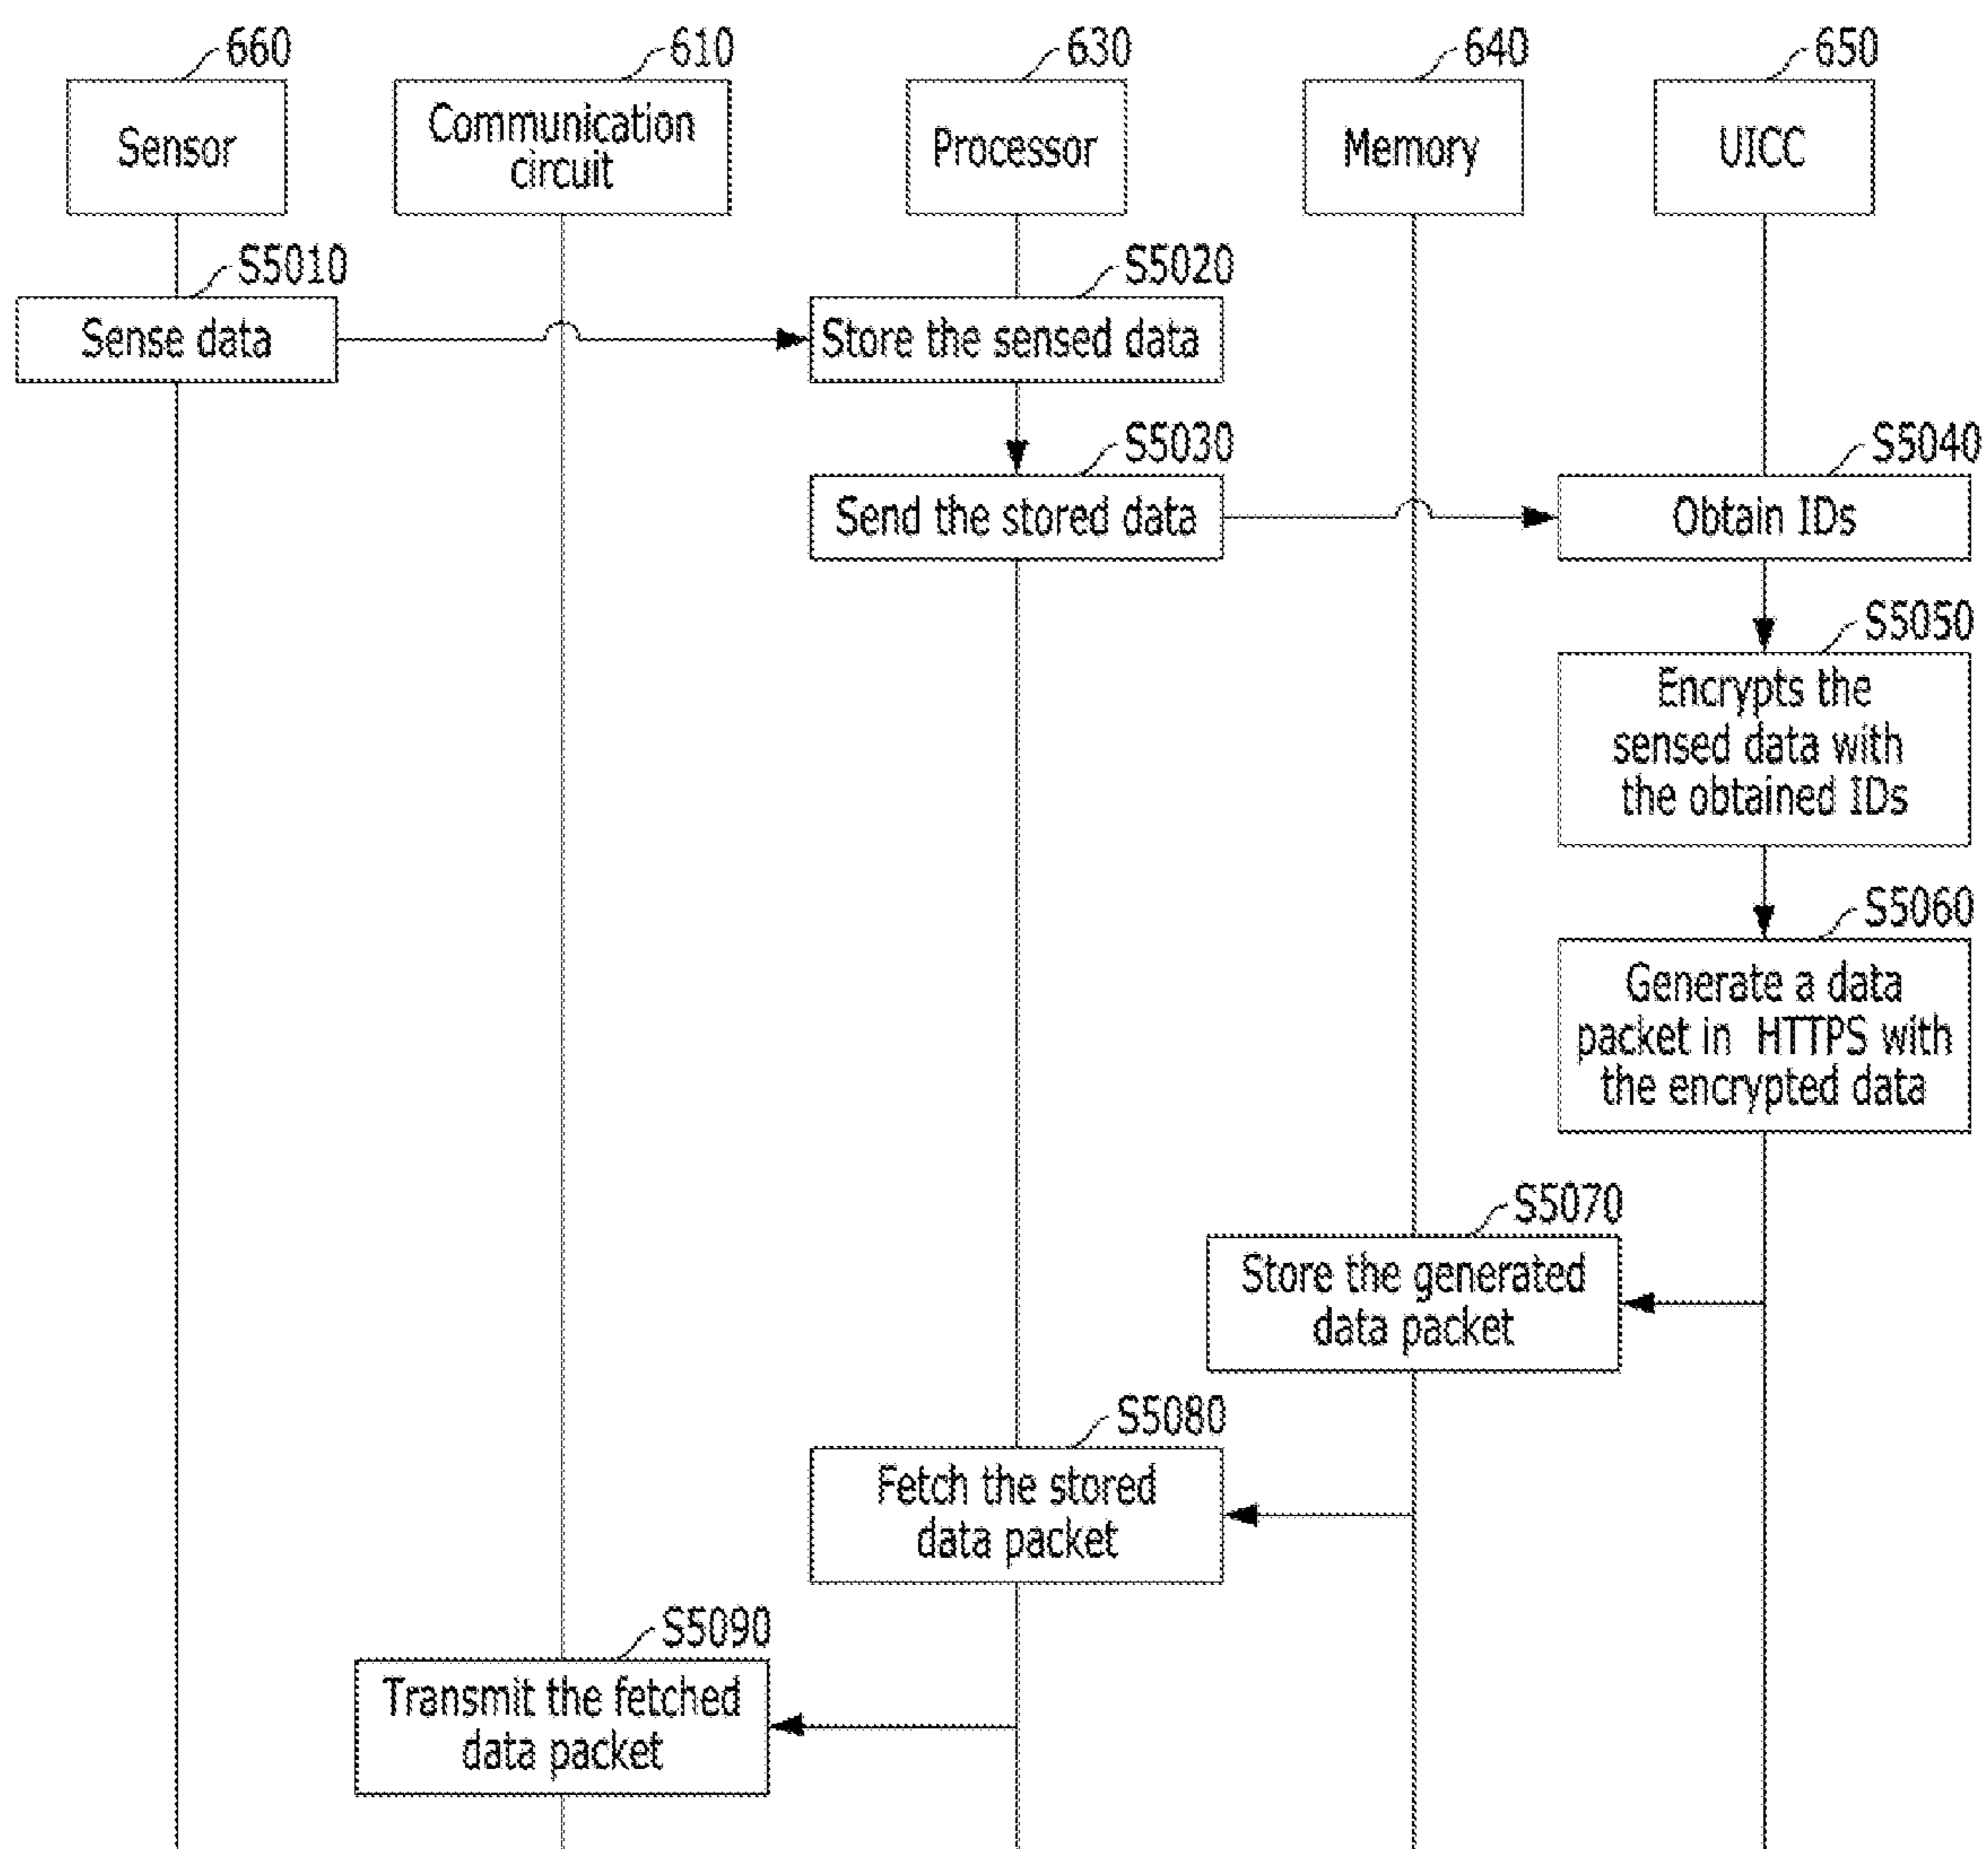 660
610
630
640
650
Sensor
Communication
circuit
Processor
Memory
UICC
S5010
S5020
Sense data
Store the sensed data
S5030
S5040
Send the stored data
Obtain IDs
S5050
Encrypts the
sensed data with
the obtained IDs
S5060
Generate a data
packet in HTTPS with
the encrypted data
S5070
Store the generated
data packet
S5080
Fetch the stored
data packet
S5090
Transmit the fetched
data packet